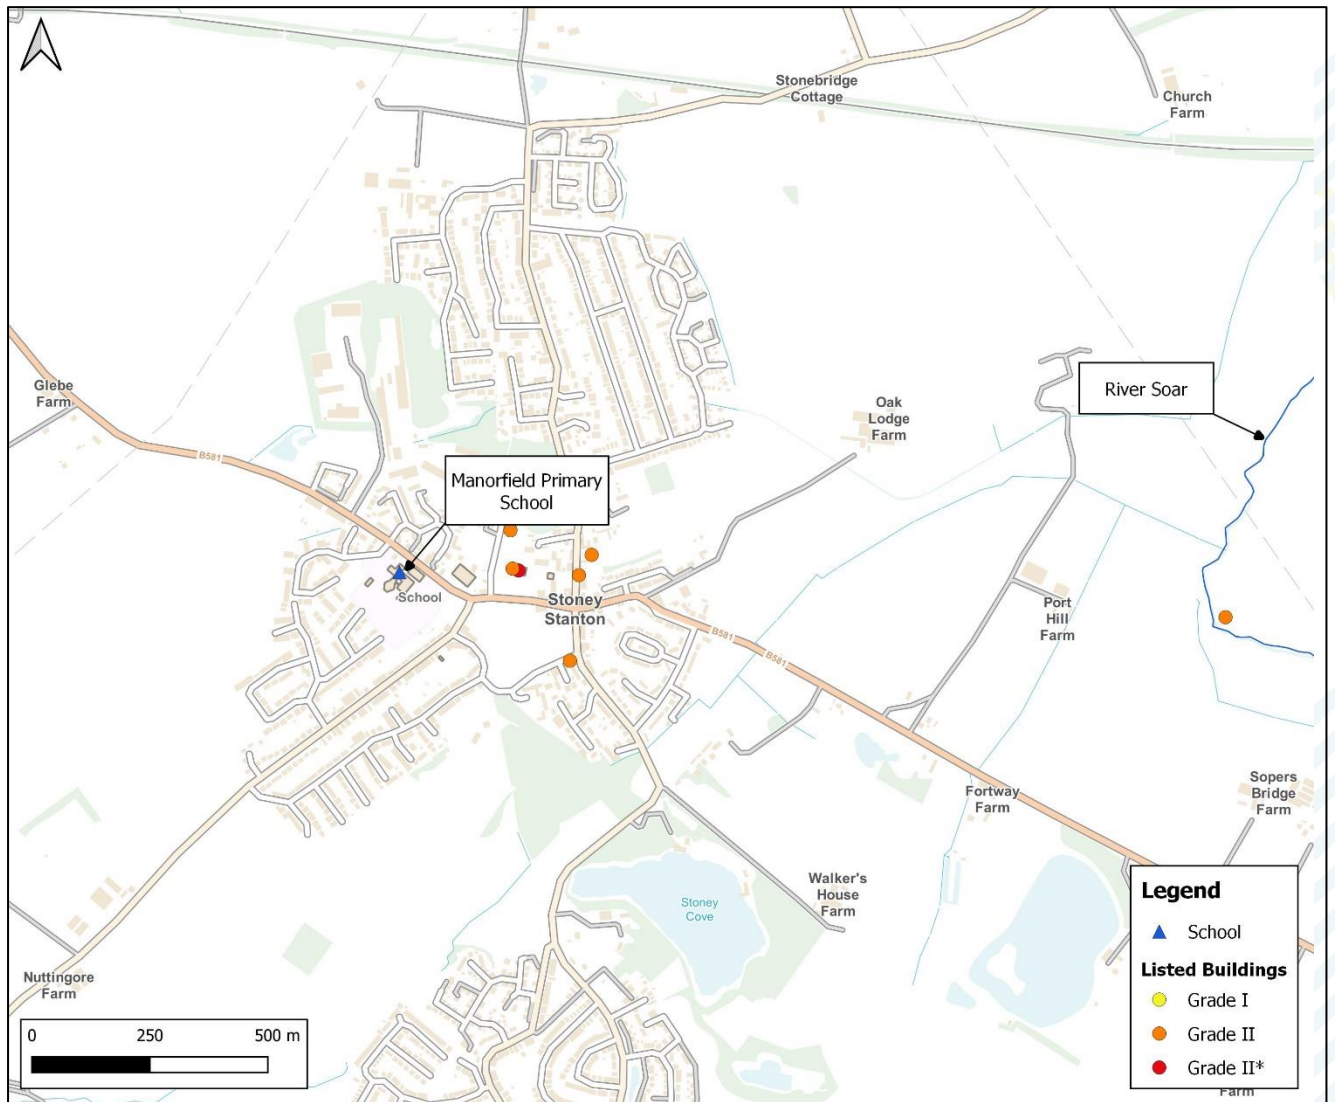 Stonebridge
Cottage
Church
Farm
Glebe
Farm
B581
Oak
Lodge
Farm
River Soar
Manorfield Primary
School
School
Stoney
Stanton
B581
B581
Port
Hill
Farm
Fortway
Farm
Sopers
Bridge
Farm
Walker's
House
Farm
Stoney
Cove
Nuttingore
Farm
0 250 500 m
Legend
School
Listed Buildings
Grade I
Grade II
Grade II*
Farm